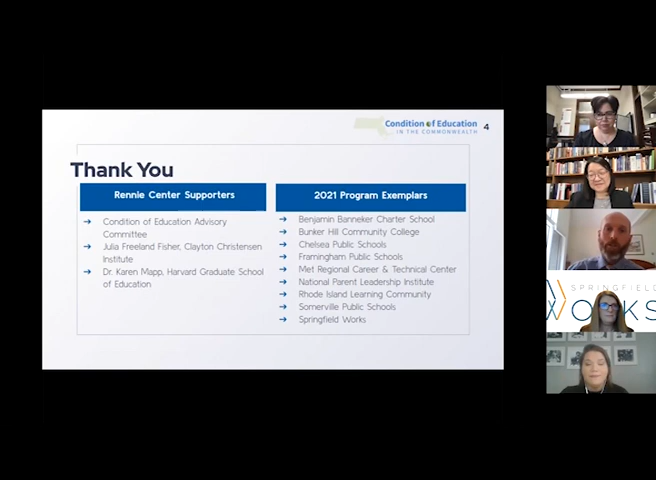 Condition of Education
IN THE COMMONWEALTH
4
Thank You
Rennie Center Supporters
➔ Condition of Education Advisory
Committee
➔ Julia Freeland Fisher, Clayton Christensen
Institute
➔ Dr. Karen Mapp, Harvard Graduate School
of Education
2021 Program Exemplars
➔ Benjamin Banneker Charter School
➔ Bunker Hill Community College
➔ Chelsea Public Schools
➔ Framingham Public Schools
➔ Met Regional Career & Technical Center
➔ National Parent Leadership Institute
➔ Rhode Island Learning Community
➔ Somerville Public Schools
➔ Springfield Works
SPRINGFIELD
WORKS